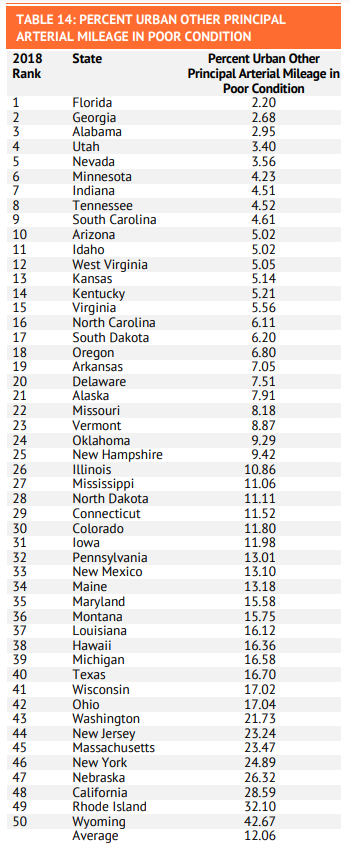 TABLE 14: PERCENT URBAN OTHER PRINCIPAL
ARTERIAL MILEAGE IN POOR CONDITION
2018 State Percent Urban Other
Rank Principal Arterial Mileage in
Poor Condition
1 Florida 2.20
2 Georgia 2.68
3 Alabama 2.95
4 Utah 3.40
5 Nevada 3.56
6 Minnesota 4.23
7 Indiana 4.51
8 Tennessee 4.52
9 South Carolina 4.61
10 Arizona 5.02
11 Idaho 5.02
12 West Virginia 5.05
13 Kansas 5.14
14 Kentucky 5.21
15 Virginia 5.56
16 North Carolina 6.11
17 South Dakota 6.20
18 Oregon 6.80
19 Arkansas 7.05
20 Delaware 7.51
21 Alaska 7.91
22 Missouri 8.18
23 Vermont 8.87
24 Oklahoma 9.29
25 New Hampshire 9.42
26 Illinois 10.86
27 Mississippi 11.06
28 North Dakota 11.11
29 Connecticut 11.52
30 Colorado 11.80
31 Iowa 11.98
32 Pennsylvania 13.01
33 New Mexico 13.10
34 Maine 13.18
35 Maryland 15.58
36 Montana 15.75
37 Louisiana 16.12
38 Hawaii 16.36
39 Michigan 16.58
40 Texas 16.70
41 Wisconsin 17.02
42 Ohio 17.04
43 Washington 21.73
44 New Jersey 23.24
45 Massachusetts 23.47
46 New York 24.89
47 Nebraska 26.32
48 California 28.59
49 Rhode Island 32.10
50 Wyoming 42.67
Average 12.06